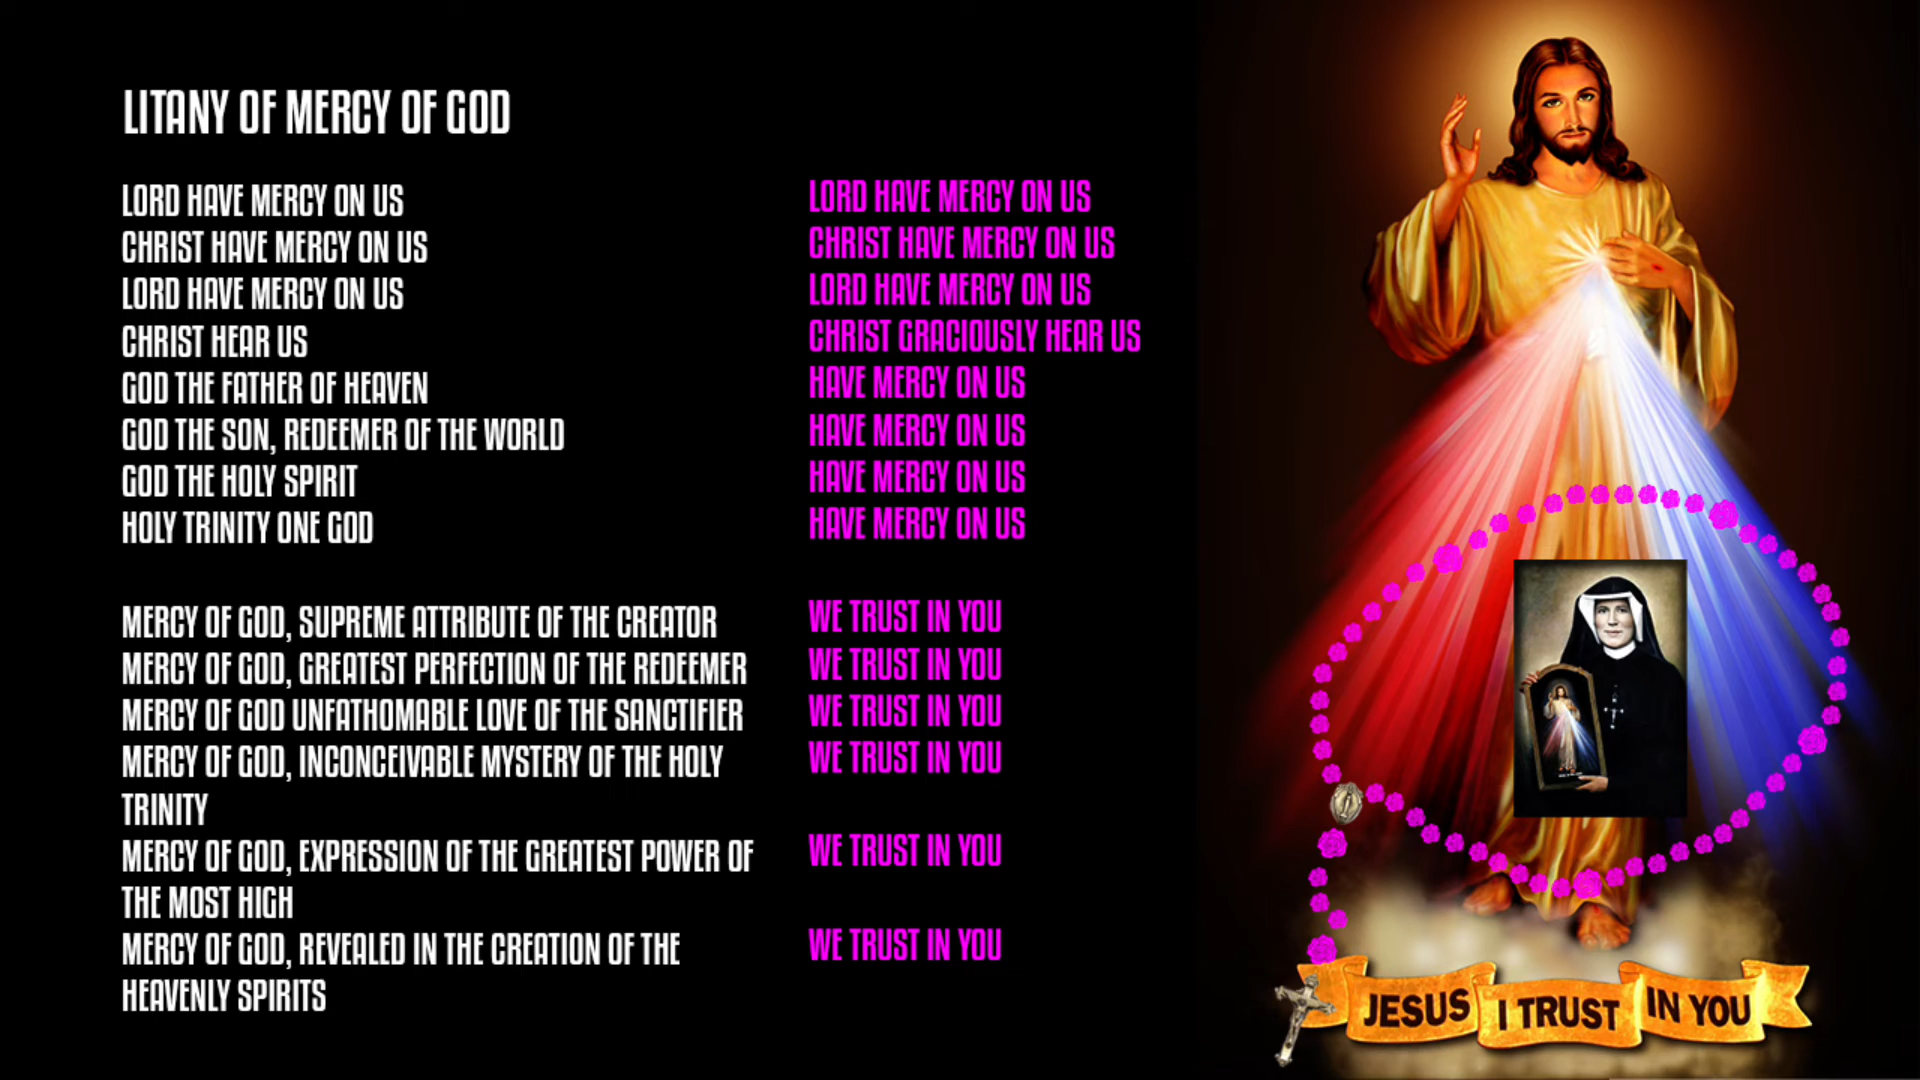 LITANY OF MERCY OF GOD
LORD HAVE MERCY ON US
CHRIST HAVE MERCY ON US
LORD HAVE MERCY ON US
CHRIST HEAR US
GOD THE FATHER OF HEAVEN
GOD THE SON, REDEEMER OF THE WORLD
GOD THE HOLY SPIRIT
HOLY TRINITY ONE GOD
MERCY OF GOD, SUPREME ATTRIBUTE OF THE CREATOR
MERCY OF GOD, GREATEST PERFECTION OF THE REDEEMER
MERCY OF GOD UNFATHOMABLE LOVE OF THE SANCTIFIER
MERCY OF GOD, INCONCEIVABLE MYSTERY OF THE HOLY
TRINITY
MERCY OF GOD, EXPRESSION OF THE GREATEST POWER OF
THE MOST HIGH
MERCY OF GOD, REVEALED IN THE CREATION OF THE
HEAVENLY SPIRITS
LORD HAVE MERCY ON US
CHRIST HAVE MERCY ON US
LORD HAVE MERCY ON US
CHRIST GRACIOUSLY HEAR US
HAVE MERCY ON US
HAVE MERCY ON US
HAVE MERCY ON US
HAVE MERCY ON US
WE TRUST IN YOU
WE TRUST IN YOU
WE TRUST IN YOU
WE TRUST IN YOU
WE TRUST IN YOU
WE TRUST IN YOU
JESUS I TRUST IN YOU